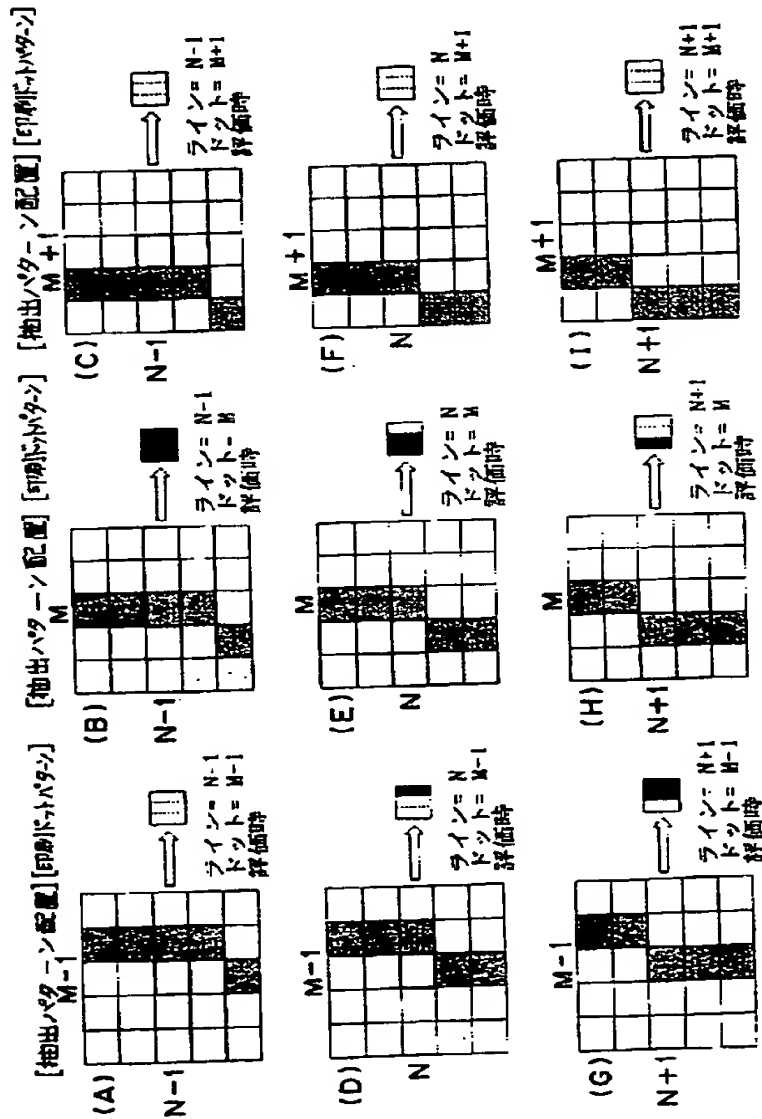 [抽出パターン配置] [印刷ドットパターン]
[抽出パターン配置] [印刷ドットパターン]
[抽出パターン配置] [印刷ドットパターン]
(A)
M-1
N-1
ライン= N-1
ドット= M-1
評価時
(B)
M
N-1
ライン= N-1
ドット= M
評価時
(C)
M+1
N-1
ライン= N-1
ドット= M+1
評価時
(D)
M-1
N
ライン= N
ドット= M-1
評価時
(E)
M
N
ライン= N
ドット= M
評価時
(F)
M+1
N
ライン= N
ドット= M+1
評価時
(G)
M-1
N+1
ライン= N+1
ドット= M-1
評価時
(H)
M
N+1
ライン= N+1
ドット= M
評価時
(I)
M+1
N+1
ライン= N+1
ドット= M+1
評価時